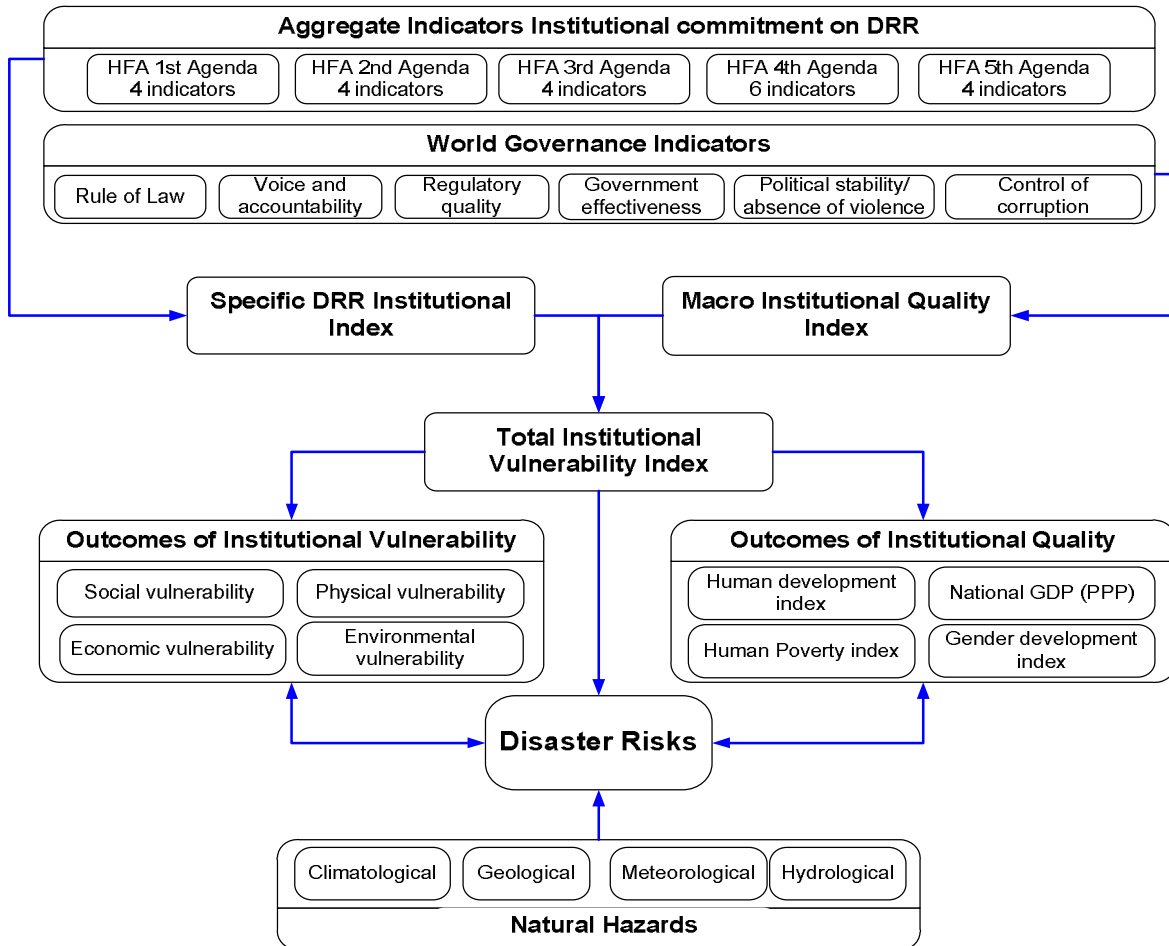 Aggregate Indicators Institutional commitment on DRR
HFA 1st Agenda
4 indicators
HFA 2nd Agenda
4 indicators
HFA 3rd Agenda
4 indicators
HFA 4th Agenda
6 indicators
HFA 5th Agenda
4 indicators
World Governance Indicators
Rule of Law
Voice and
accountability
Regulatory
quality
Government
effectiveness
Political stability/
absence of violence
Control of
corruption
Specific DRR Institutional
Index
Macro Institutional Quality
Index
Total Institutional
Vulnerability Index
Outcomes of Institutional Vulnerability
Social vulnerability
Physical vulnerability
Economic vulnerability
Environmental
vulnerability
Outcomes of Institutional Quality
Human development
index
National GDP (PPP)
Human Poverty index
Gender development
index
Disaster Risks
Climatological
Geological
Meteorological
Hydrological
Natural Hazards